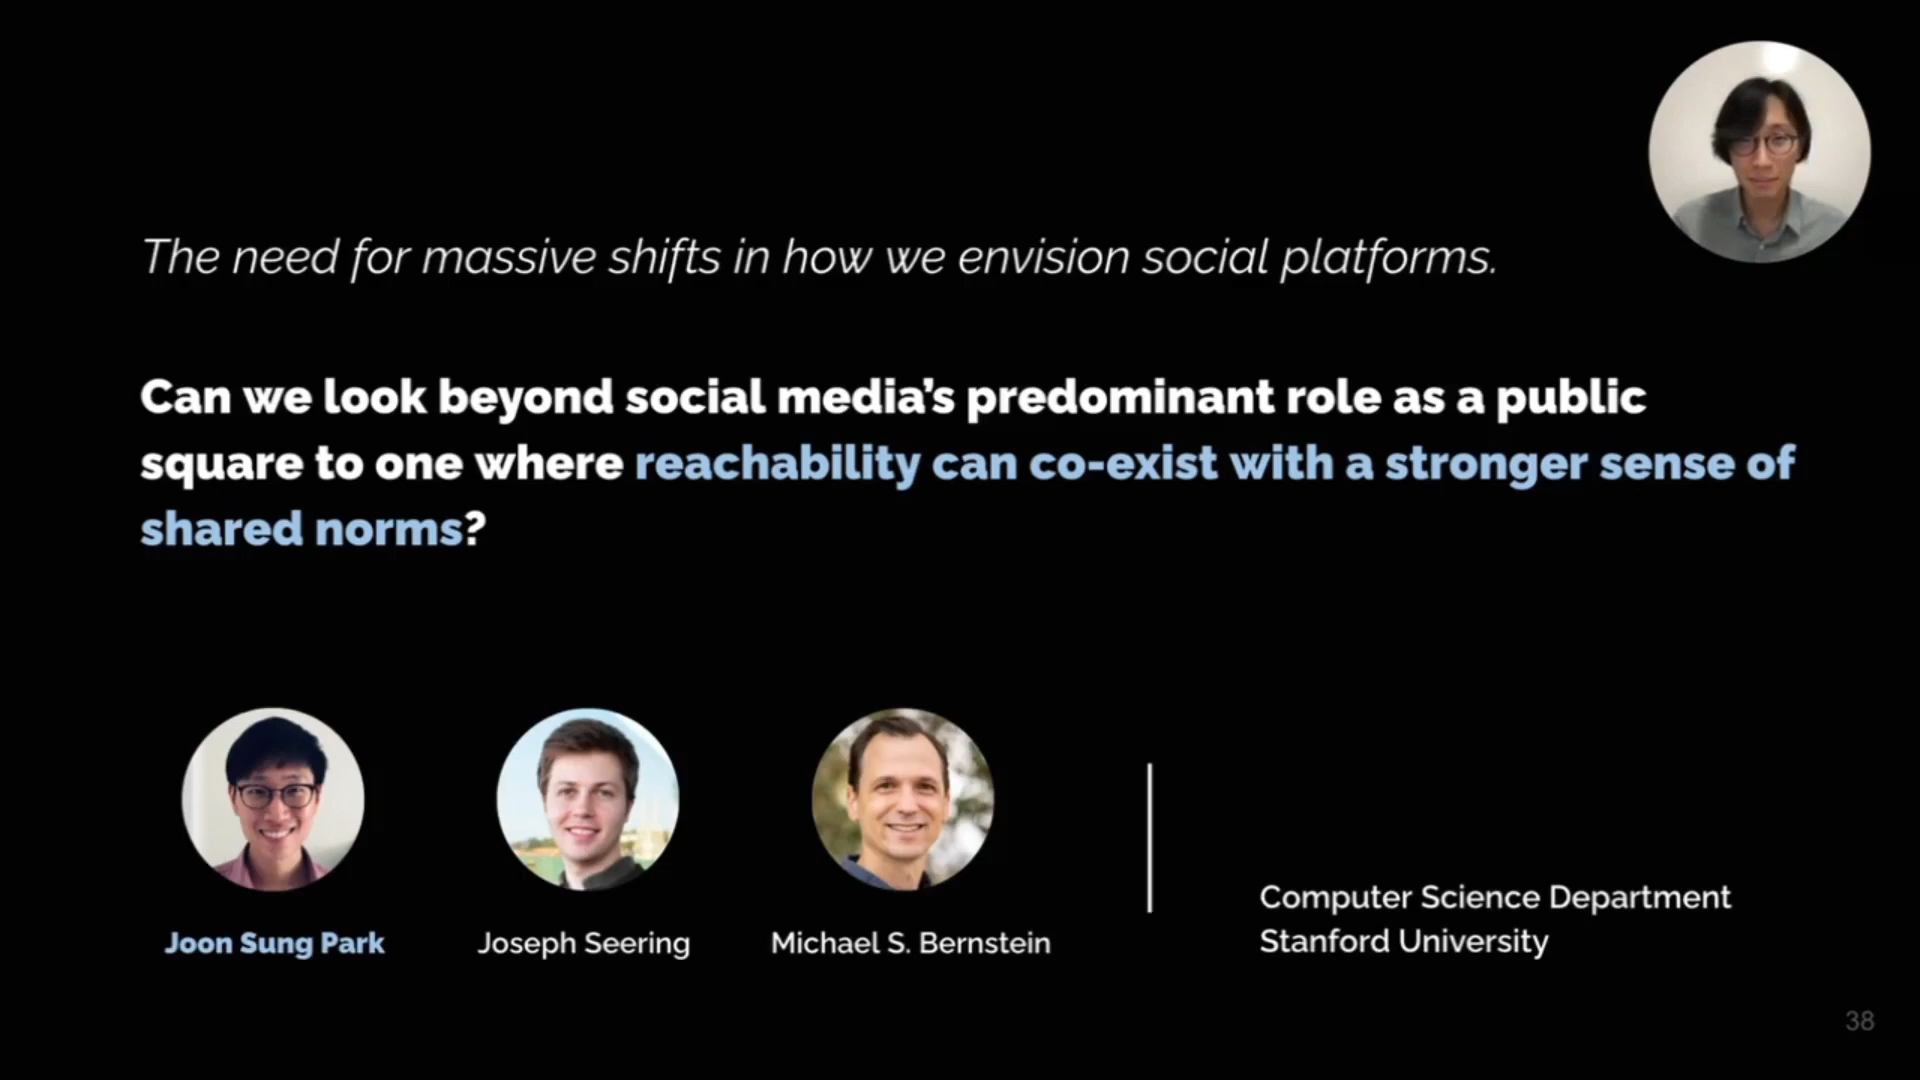 The need for massive shifts in how we envision social platforms.
Can we look beyond social media's predominant role as a public
square to one where reachability can co-exist with a stronger sense of
shared norms?
Joon Sung Park
Joseph Seering
Michael S. Bernstein
Computer Science Department
Stanford University
38